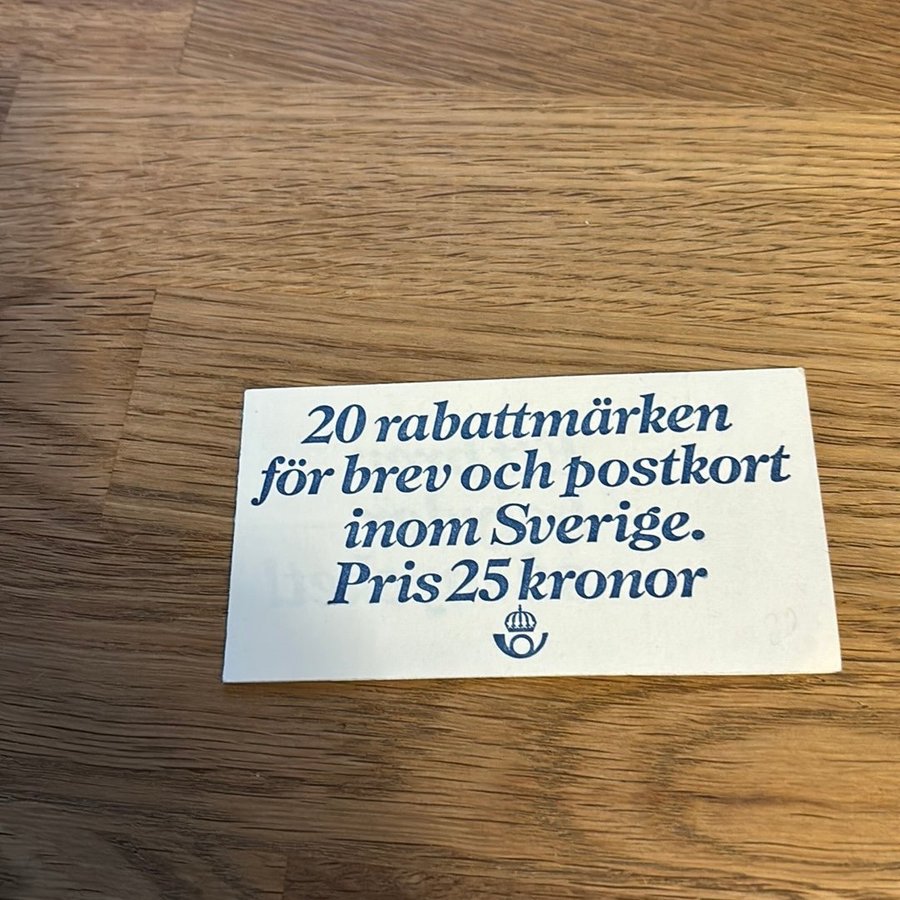 20 rabattmärken
för brev och postkort
inom Sverige.
Pris 25 kronor